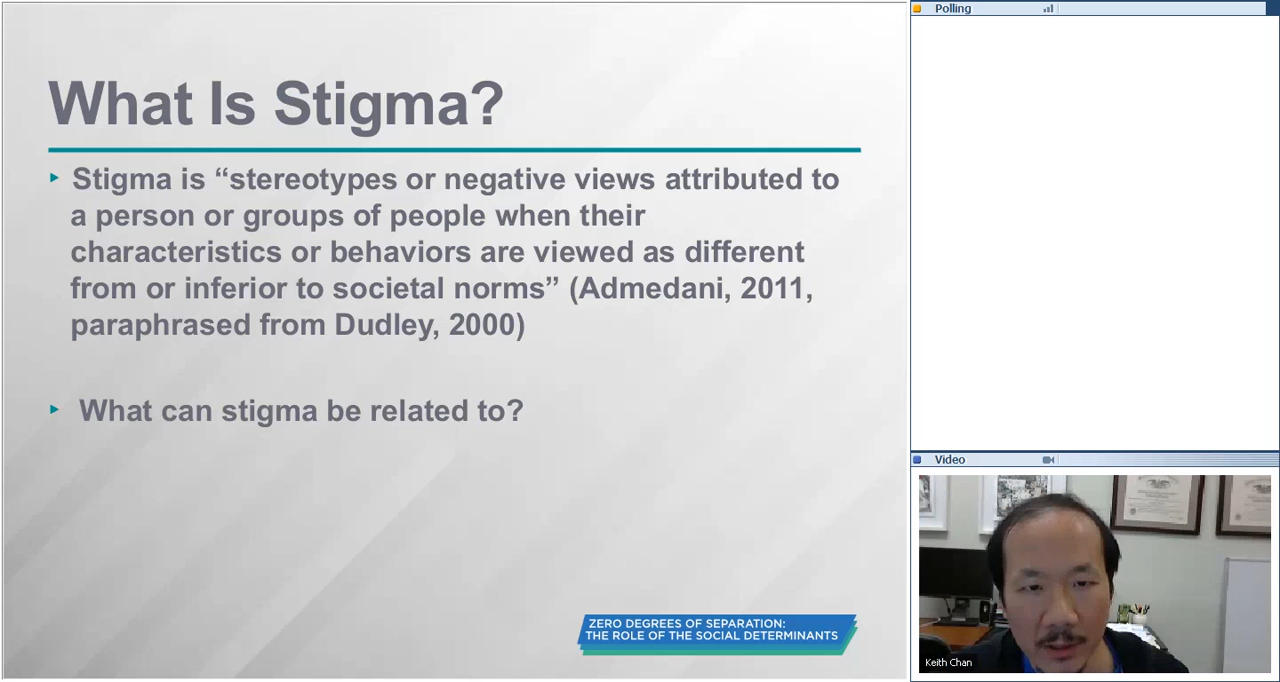 What Is Stigma?
Stigma is “stereotypes or negative views attributed to
a person or groups of people when their
characteristics or behaviors are viewed as different
from or inferior to societal norms” (Admedani, 2011,
paraphrased from Dudley, 2000)
What can stigma be related to?
ZERO DEGREES OF SEPARATION:
THE ROLE OF THE SOCIAL DETERMINANTS
Polling
Video
Keith Chan